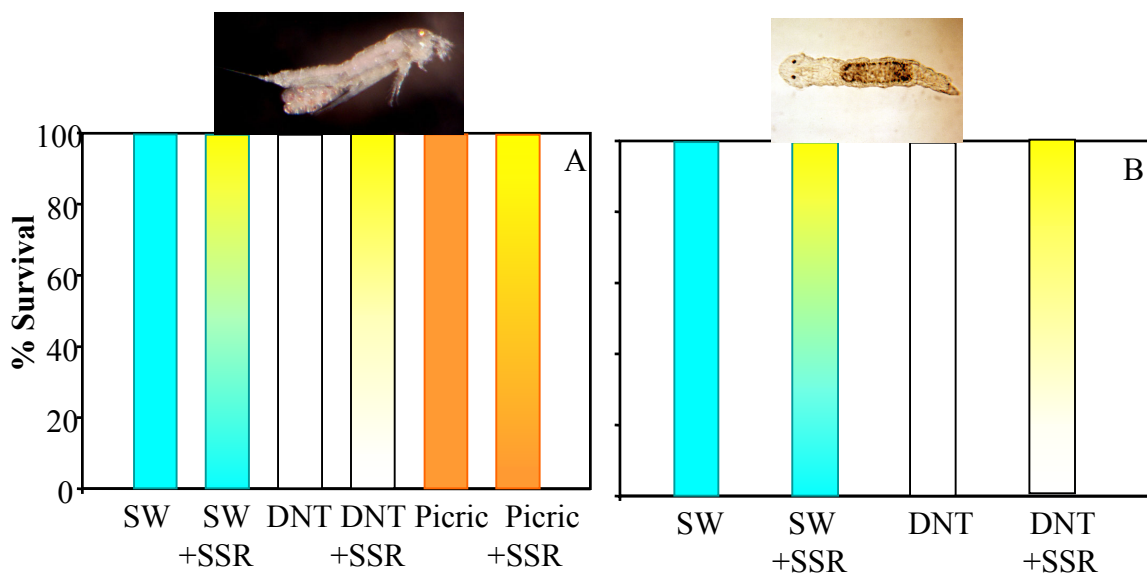 % Survival
100
80
60
40
20
0
A
SW SW DNT DNT Picric Picric
+SSR +SSR +SSR
B
SW SW DNT DNT
+SSR +SSR